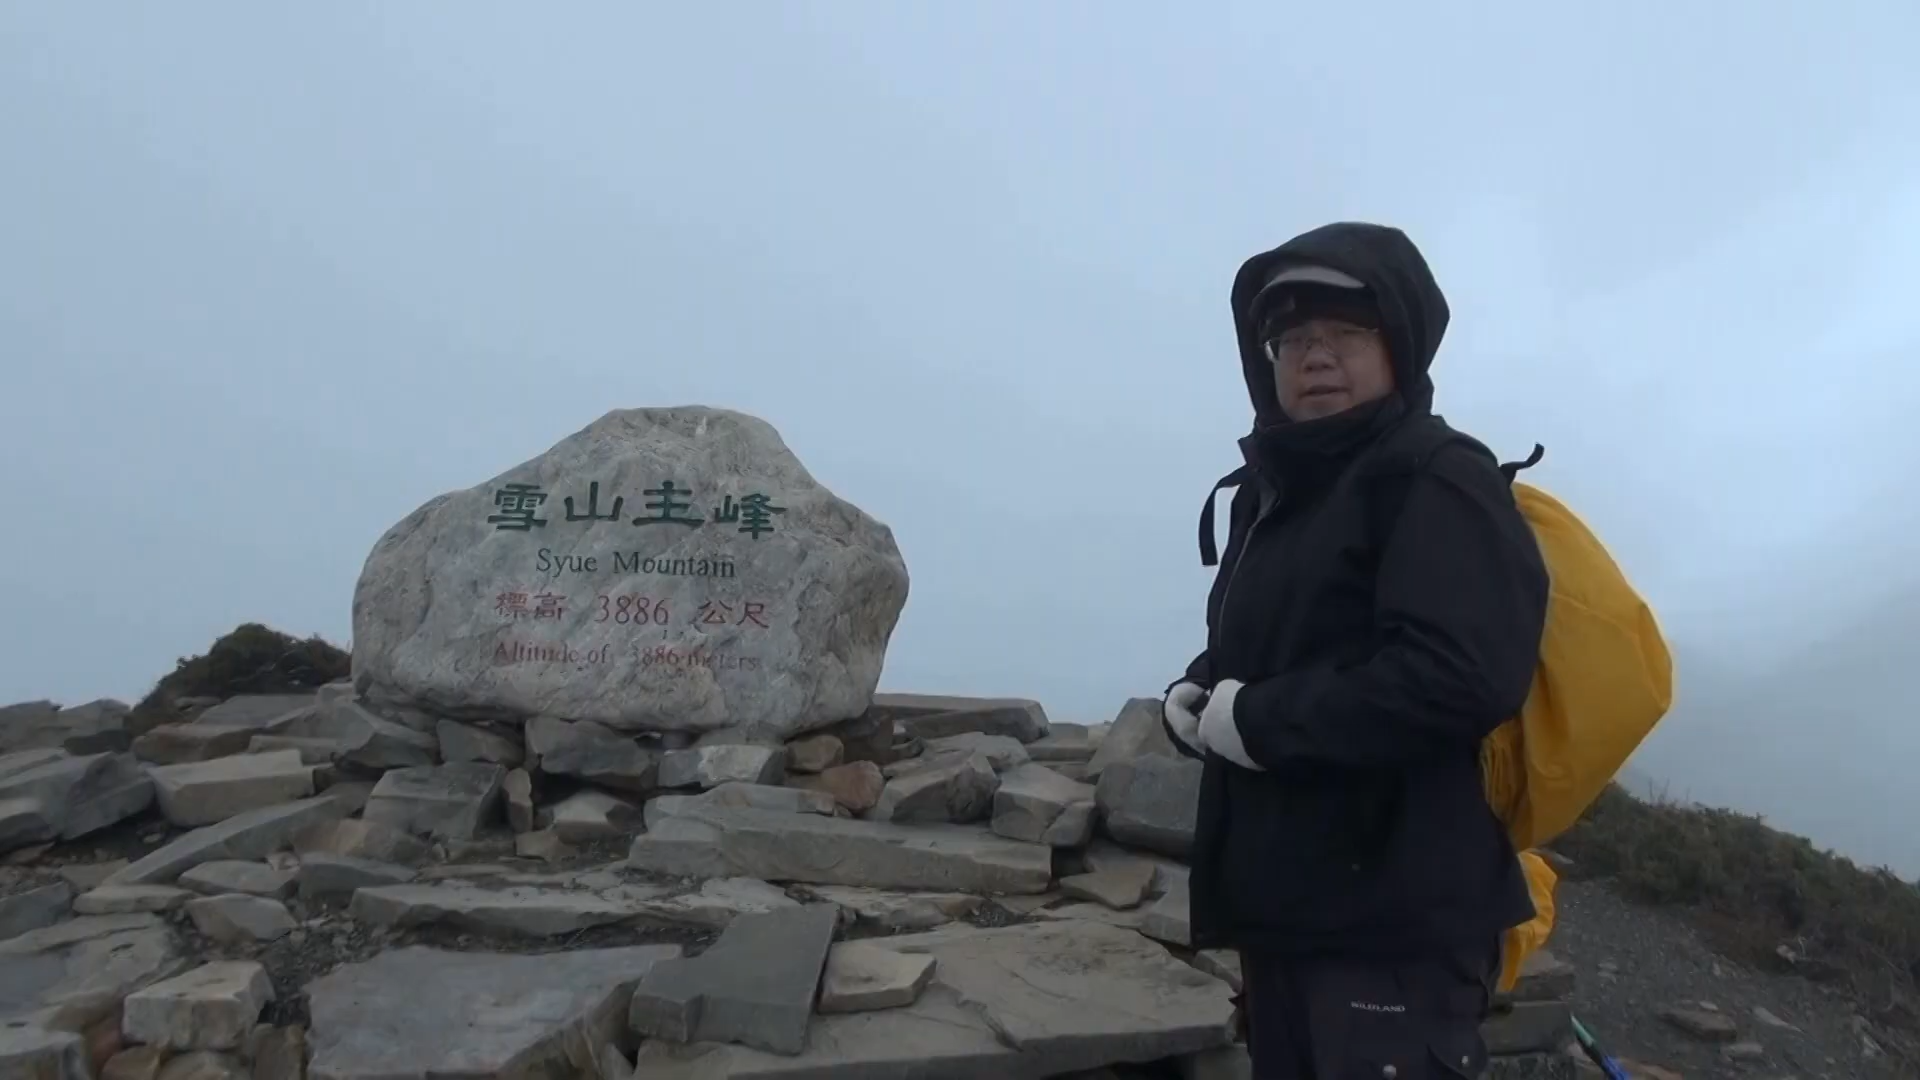 雪山主峰
Syue Mountain
標高 3886 公尺
Altitude of 3886 meters
WILDLAND